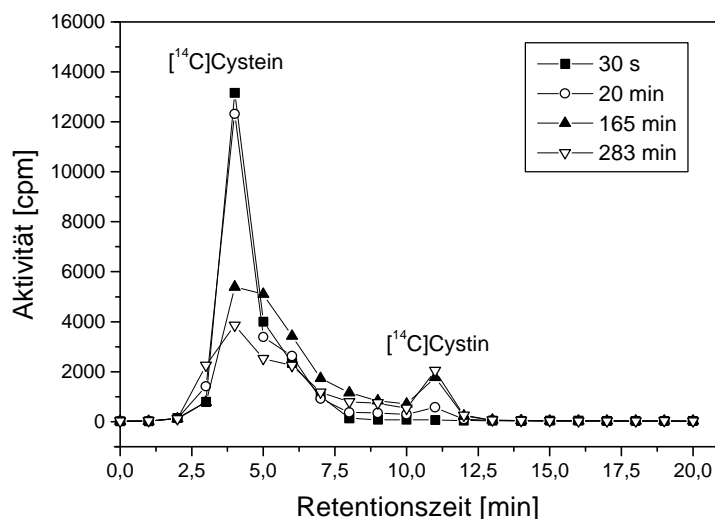 16000
14000
12000
10000
8000
6000
4000
2000
0
Aktivität [cpm]
[¹⁴C]Cystein
[¹⁴C]Cystin
30 s
20 min
165 min
283 min
0,0 2,5 5,0 7,5 10,0 12,5 15,0 17,5 20,0
Retentionszeit [min]